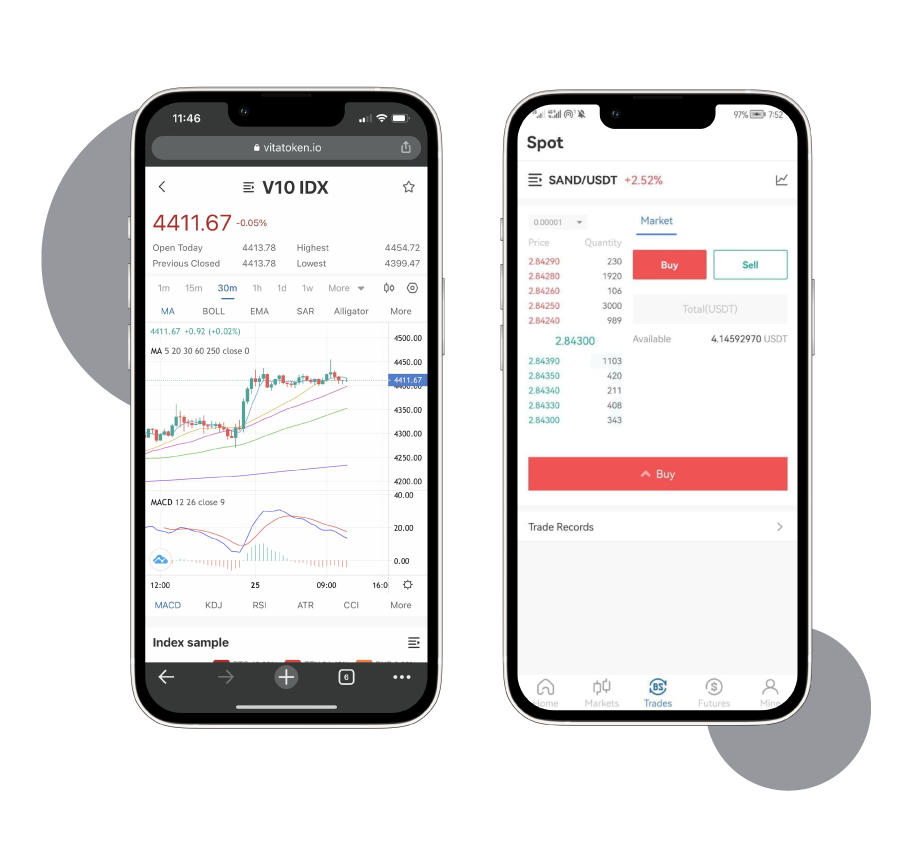 11:46
vitatoken.io
V10 IDX
4411.67 -0.05%
Open Today 4413.78 Highest 4454.72
Previous Closed 4413.78 Lowest 4399.47
1m 15m 30m 1h 1d 1w More
MA BOLL EMA SAR Alligator More
4411.67 +0.92 (+0.02%)
MA 5 20 30 60 250 close 0
4500.00
4450.00
4411.67
4400.00
4350.00
4300.00
4250.00
4200.00
MACD 12 26 close 9
40.00
20.00
0.00
12:00 25 09:00 16:0
MACD KDJ RSI ATR CCI More
Index sample
6
97% 7:52
Spot
SAND/USDT +2.52%
0.00001
Market
Price Quantity
2.84290 230
2.84280 1920
2.84260 106
2.84250 3000
2.84240 989
2.84300
2.84390 1103
2.84350 420
2.84340 211
2.84330 408
2.84300 343
Buy Sell
Total(USDT)
Available 4.14592970 USDT
Buy
Trade Records
BS
Home Markets Trades Futures Mine